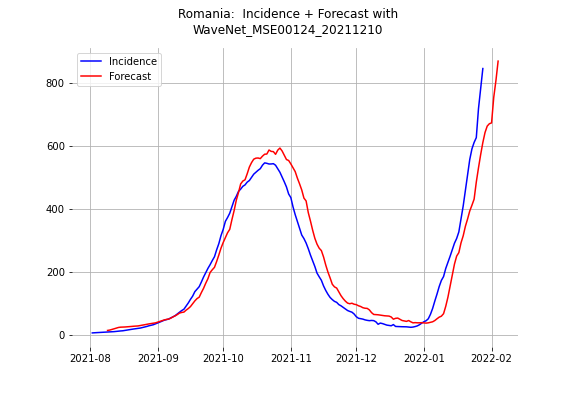 Romania:  Incidence + Forecast with
WaveNet_MSE00124_20211210
Incidence
Forecast
800
600
400
200
0
2021-08 2021-09 2021-10 2021-11 2021-12 2022-01 2022-02